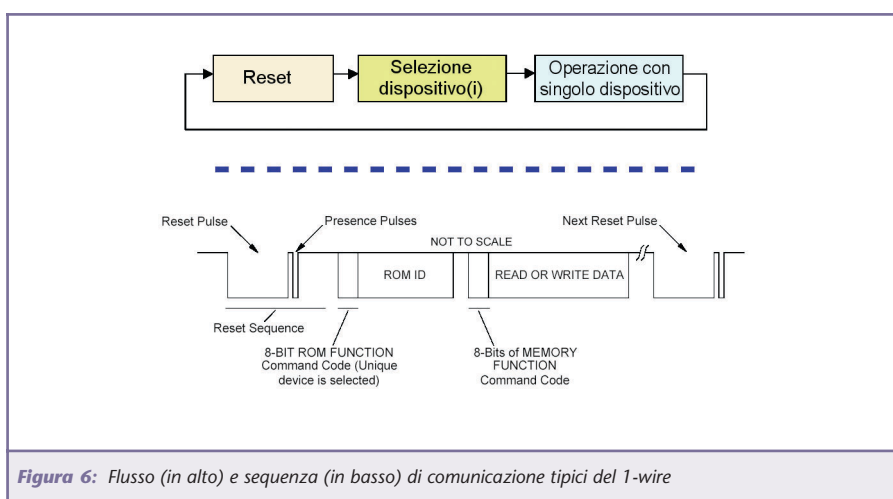 Reset
Selezione
dispositivo(i)
Operazione con
singolo dispositivo
Reset Pulse
Presence Pulses
Next Reset Pulse
NOT TO SCALE
ROM ID
READ OR WRITE DATA
Reset Sequence
8-BIT ROM FUNCTION
Command Code (Unique
device is selected)
8-Bits of MEMORY
FUNCTION
Command Code
Figura 6: Flusso (in alto) e sequenza (in basso) di comunicazione tipici del 1-wire